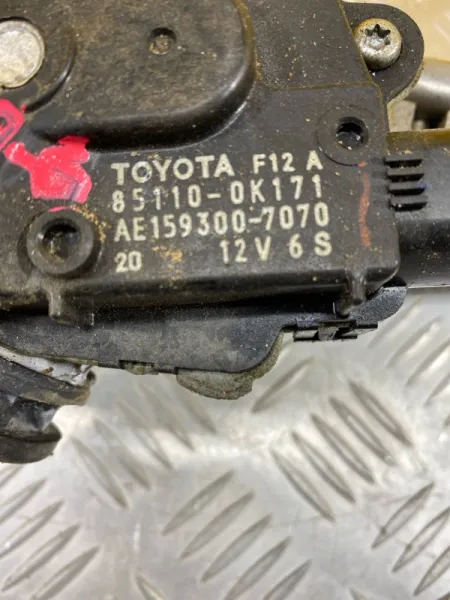 TOYOTA F12 A
85110-0K171
AE159300-7070
20 12V 6 S